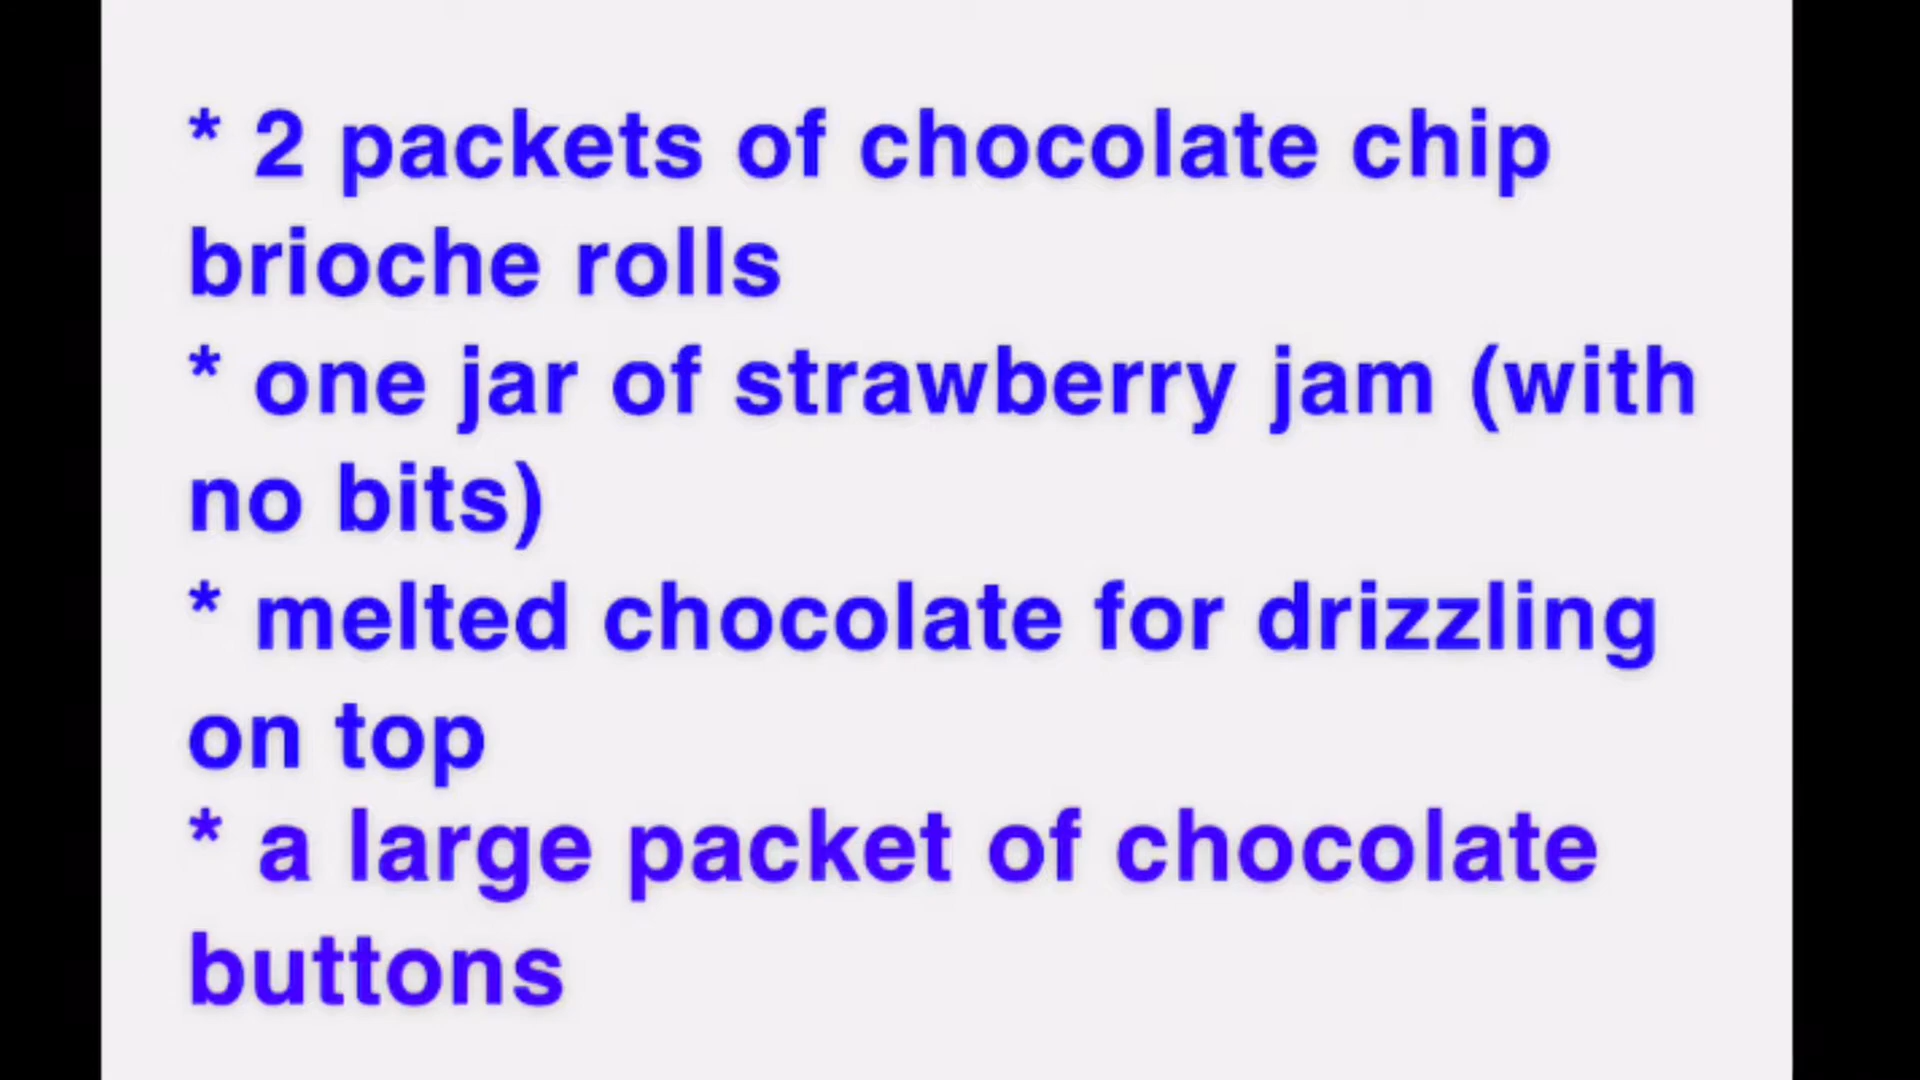 * 2 packets of chocolate chip
brioche rolls
* one jar of strawberry jam (with
no bits)
* melted chocolate for drizzling
on top
* a large packet of chocolate
buttons